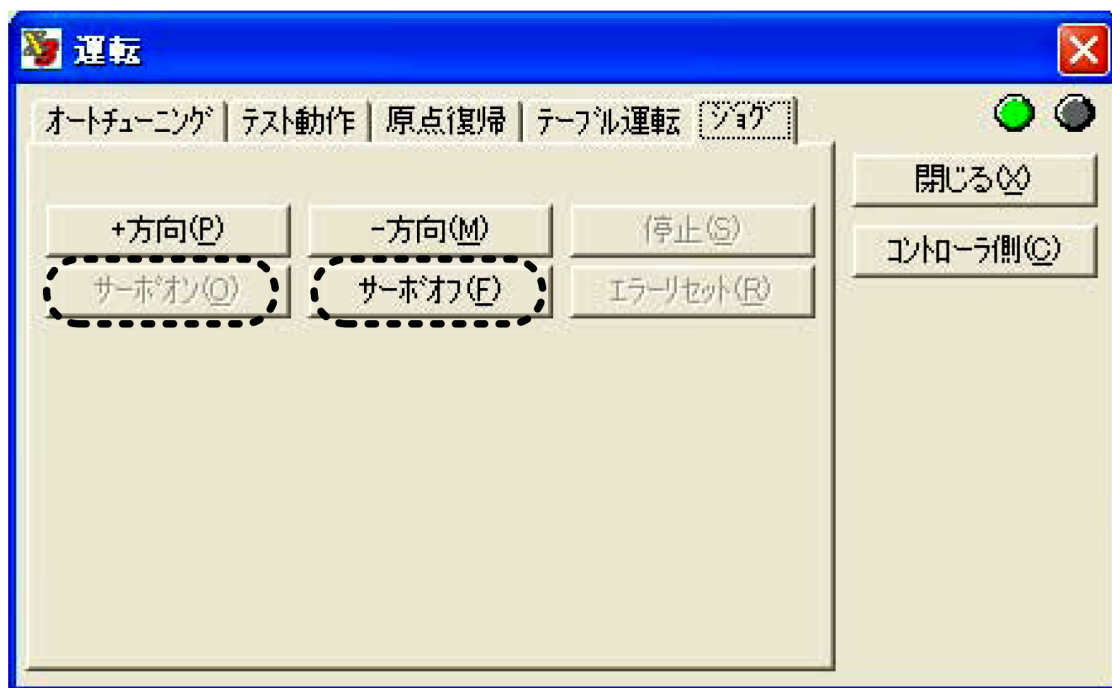 運転
オートチューニング テスト動作 原点復帰 テーブル運転 ジョグ
閉じる(X)
+方向(P) -方向(M) 停止(S)
コントローラ側(C)
サーボオン(O) サーボオフ(F) エラーリセット(R)